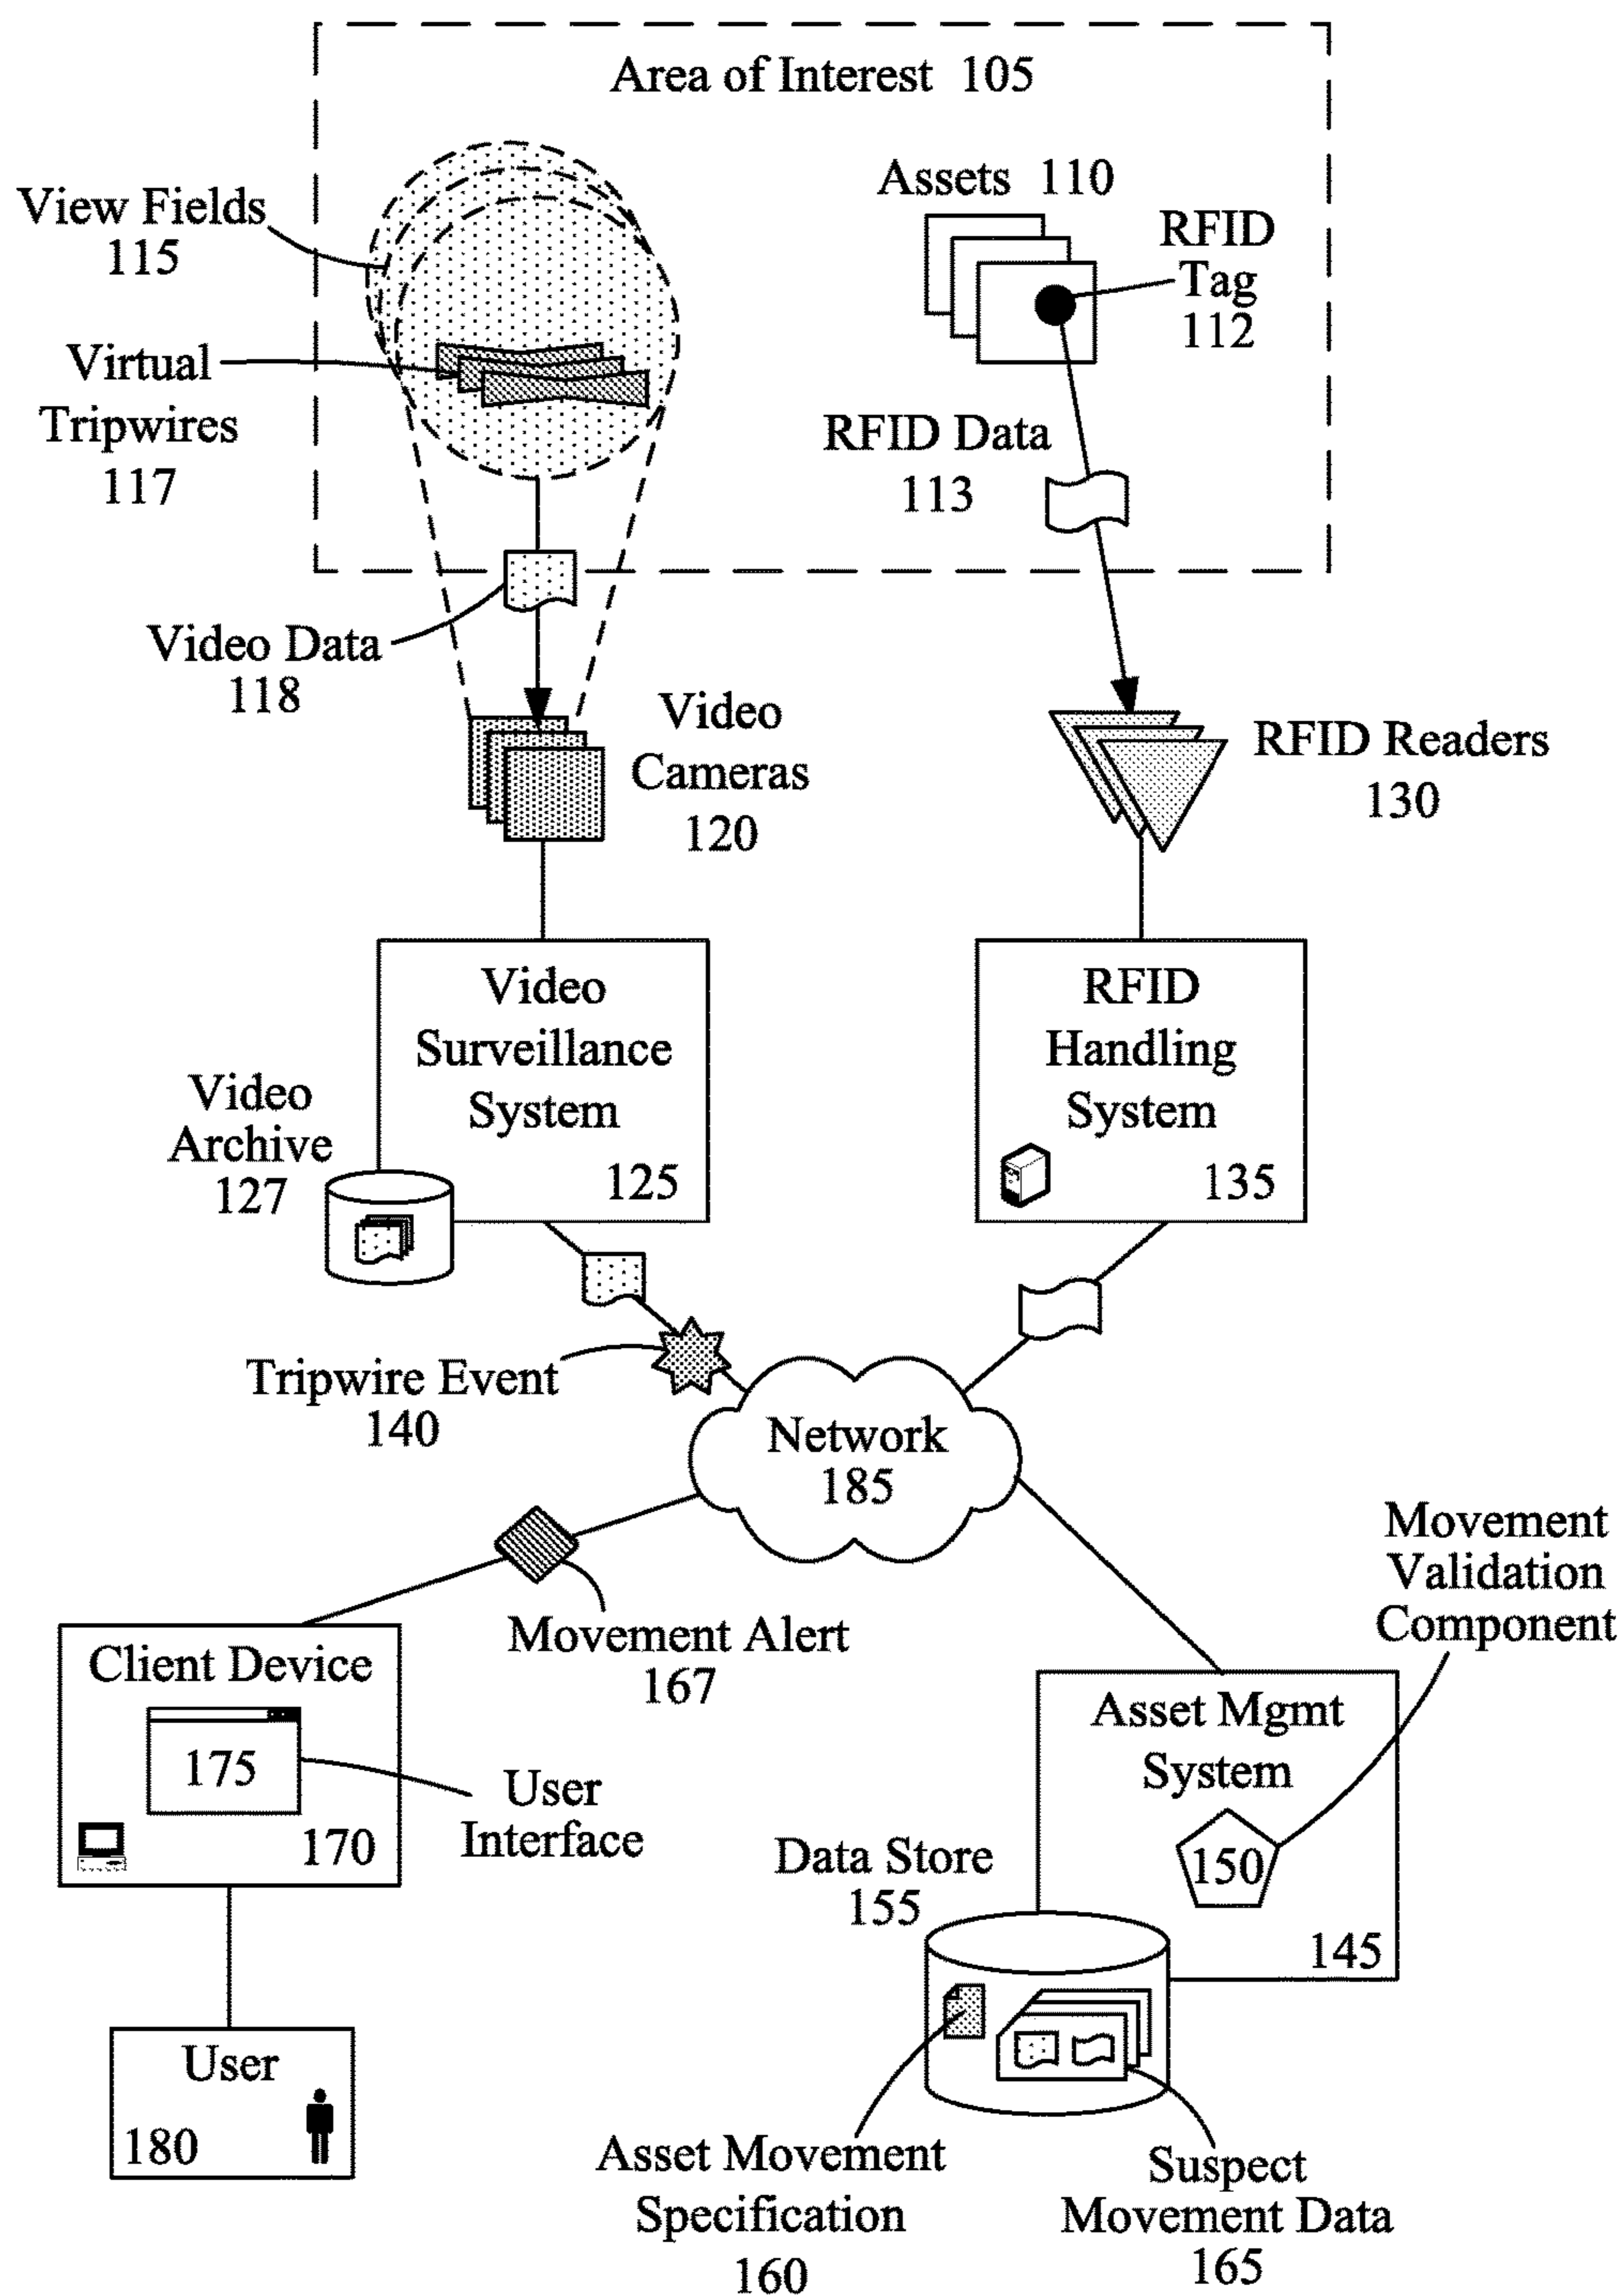 Area of Interest 105
View Fields
115
Assets 110
RFID
Tag
112
Virtual
Tripwires
117
RFID Data
113
Video Data
118
Video
Cameras
120
RFID Readers
130
Video
Surveillance
System
125
Video
Archive
127
RFID
Handling
System
135
Tripwire Event
140
Network
185
Movement Alert
167
Movement
Validation
Component
Client Device
175
170
User
Interface
Asset Mgmt
System
150
145
Data Store
155
User
180
Asset Movement
Specification
160
Suspect
Movement Data
165